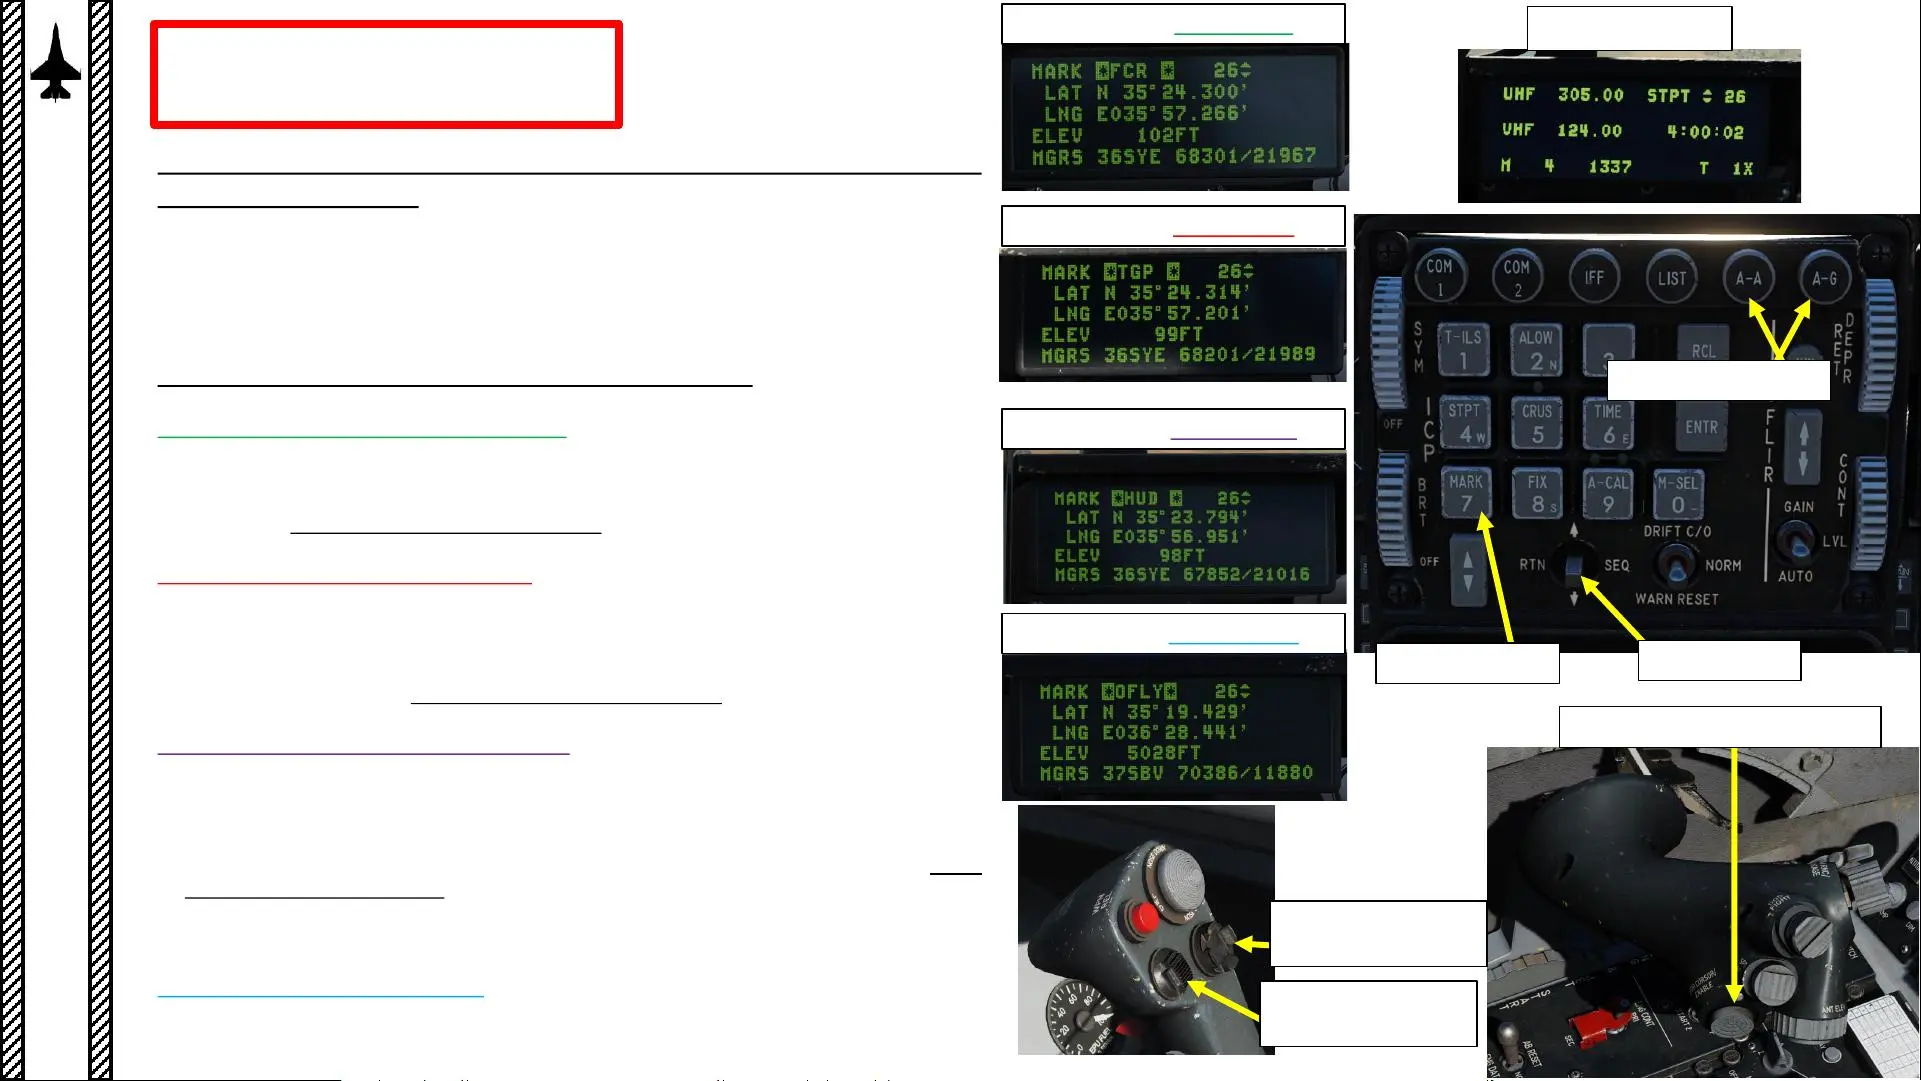 MARK *FCR * 26
LAT N 35°24.300'
LNG E035°57.266'
ELEV 102FT
MGRS 36SYE 68301/21967
MARK *TGP * 26
LAT N 35°24.314'
LNG E035°57.201'
ELEV 99FT
MGRS 36SYE 68201/21989
MARK *HUD * 26
LAT N 35°23.794'
LNG E035°56.951'
ELEV 98FT
MGRS 36SYE 67852/21016
MARK *OFLY* 26
LAT N 35°19.429'
LNG E036°28.441'
ELEV 5028FT
MGRS 37SBV 70386/11880
UHF 305.00 STPT 26
VHF 124.00 4:00:02
M 4 1337 T 1X
COM 1
COM 2
IFF
LIST
A-A
A-G
SYM
T-ILS 1
ALOW 2 N
3
RCL
DEPR RET
OFF
ICP
STPT 4 W
CRUS 5
TIME 6 E
ENTR
FLIR
BRT
MARK 7
FIX 8 S
A-CAL 9
M-SEL 0
CONT
GAIN
LVL
AUTO
OFF
RTN
SEQ
DRIFT C/O
NORM
WARN RESET
START
SEC
AB RESET
ANT ELEV